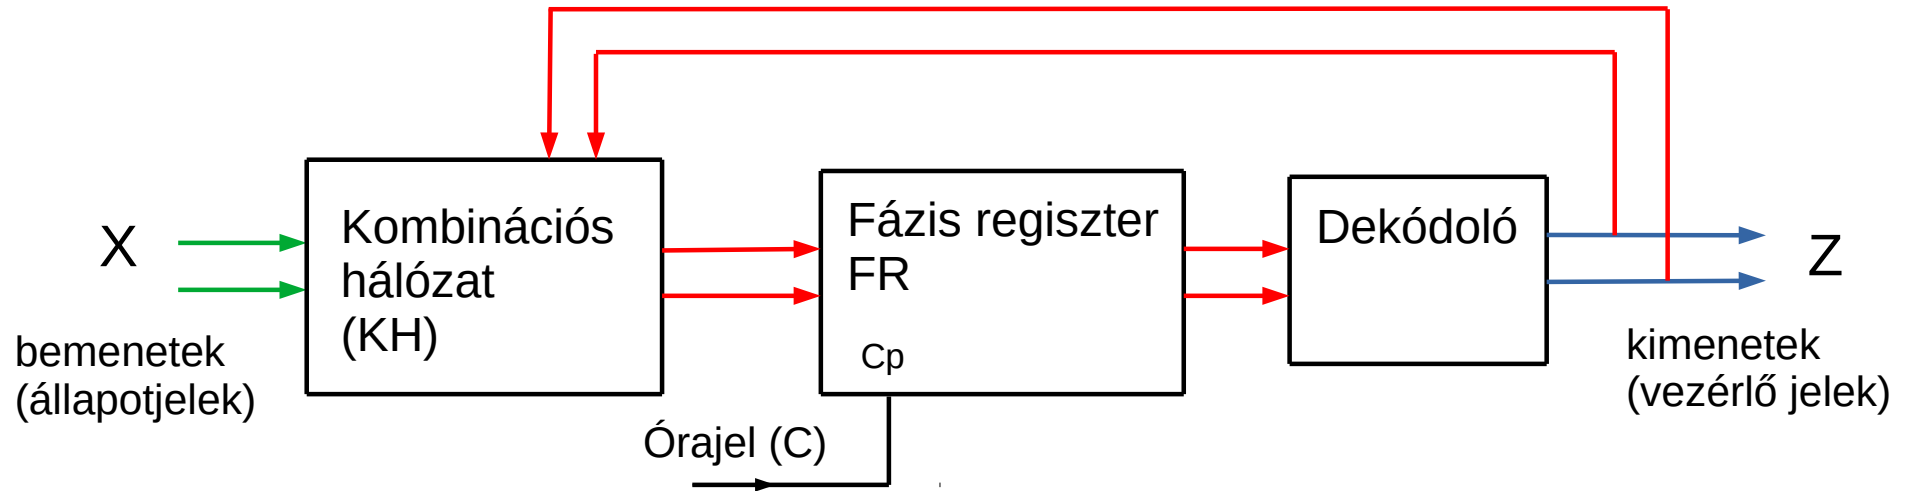 X
bemenetek
(állapotjelek)
Kombinációs
hálózat
(KH)
Fázis regiszter
FR
Cp
Órajel (C)
Dekódoló
Z
kimenetek
(vezérlő jelek)